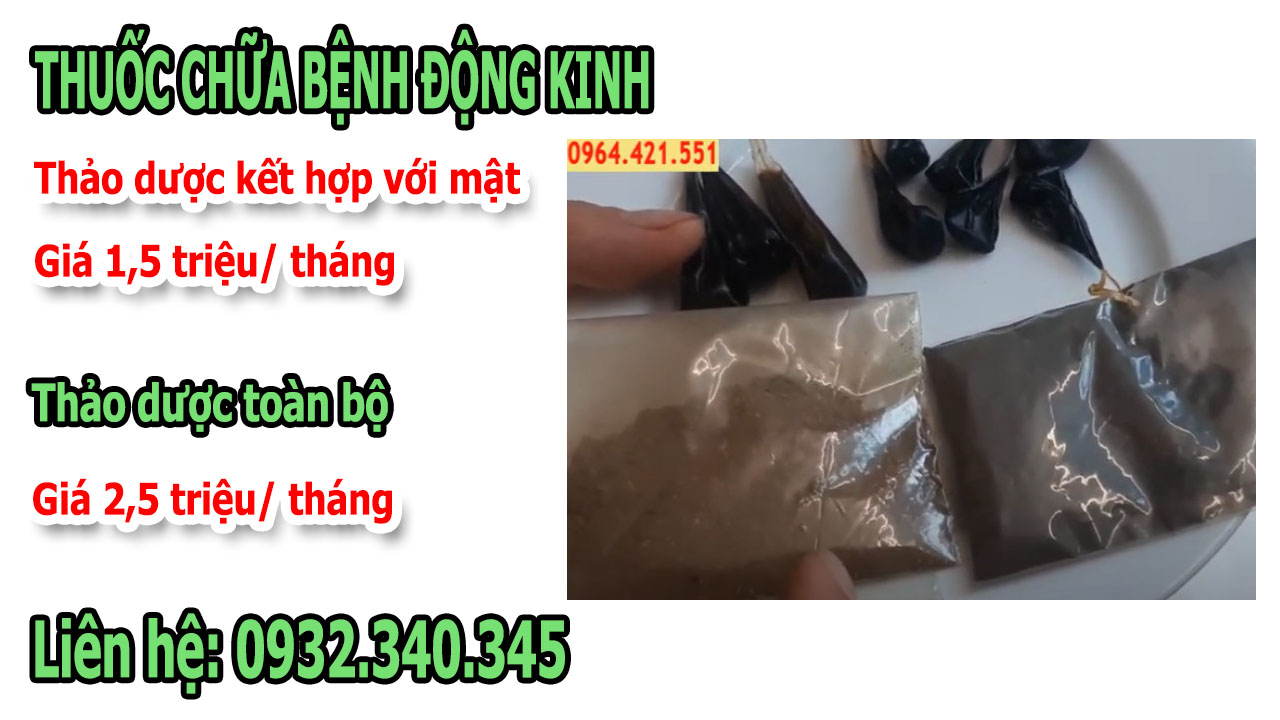 THUỐC CHỮA BỆNH ĐỘNG KINH
Thảo dược kết hợp với mật
Giá 1,5 triệu/ tháng
0964.421.551
Thảo dược toàn bộ
Giá 2,5 triệu/ tháng
Liên hệ: 0932.340.345